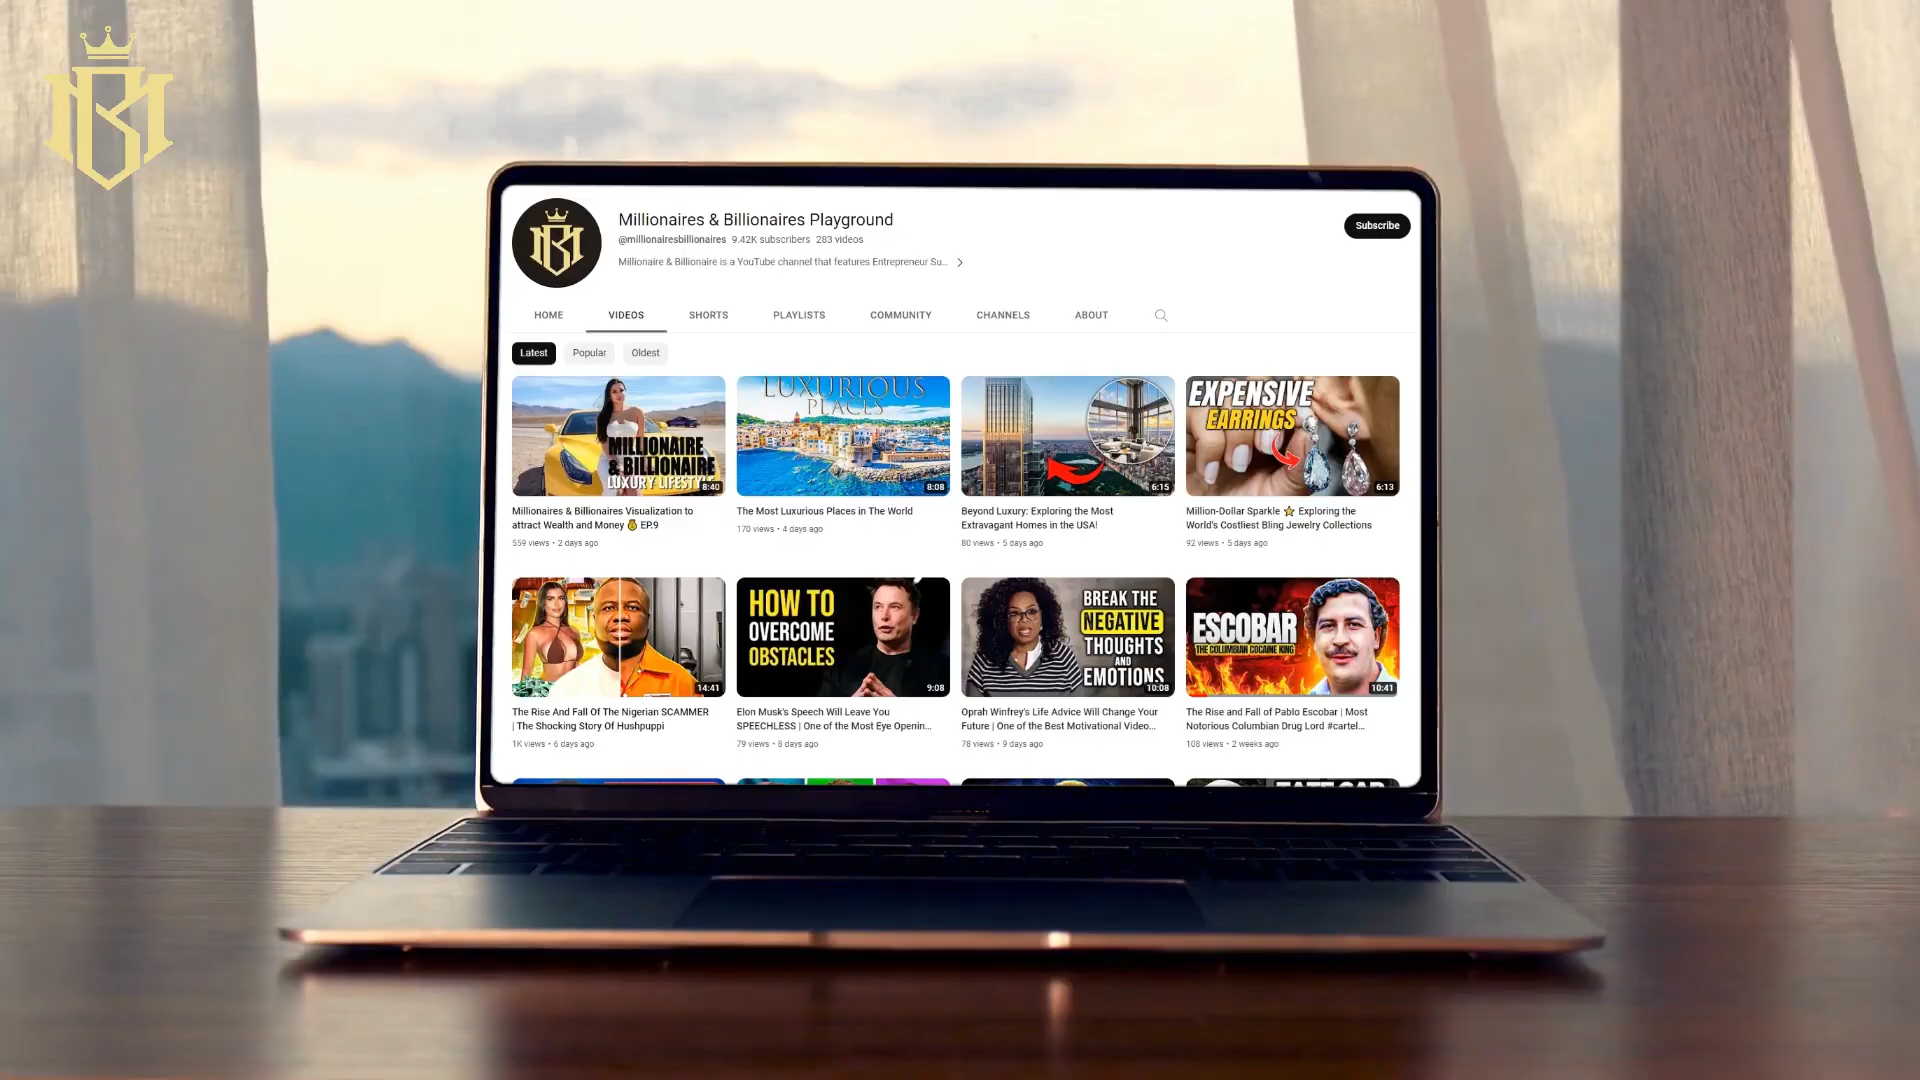 Millionaires & Billionaires Playground
@millionairesbillionaires 9.42K subscribers 283 videos
Millionaire & Billionaire is a YouTube channel that features Entrepreneur Su...
Subscribe
HOME VIDEOS SHORTS PLAYLISTS COMMUNITY CHANNELS ABOUT
Latest Popular Oldest
MILLIONAIRE
& BILLIONAIRE
LUXURY LIFESTYLE
8:40
LUXURIOUS
PLACES
8:08
6:15
EXPENSIVE
EARRINGS
6:13
Millionaires & Billionaires Visualization to
attract Wealth and Money 💰 EP.9
559 views • 2 days ago
The Most Luxurious Places in The World
170 views • 4 days ago
Beyond Luxury: Exploring the Most
Extravagant Homes in the USA!
80 views • 5 days ago
Million-Dollar Sparkle ⭐ Exploring the
World's Costliest Bling Jewelry Collections
92 views • 5 days ago
14:41
HOW TO
OVERCOME
OBSTACLES
9:08
BREAK THE
NEGATIVE
THOUGHTS
AND
EMOTIONS
10:08
ESCOBAR
THE COLUMBIAN COCAINE KING
10:41
The Rise And Fall Of The Nigerian SCAMMER
| The Shocking Story Of Hushpuppi
1K views • 6 days ago
Elon Musk's Speech Will Leave You
SPEECHLESS | One of the Most Eye Openin...
79 views • 8 days ago
Oprah Winfrey's Life Advice Will Change Your
Future | One of the Best Motivational Video...
78 views • 9 days ago
The Rise and Fall of Pablo Escobar | Most
Notorious Columbian Drug Lord #cartel...
108 views • 2 weeks ago